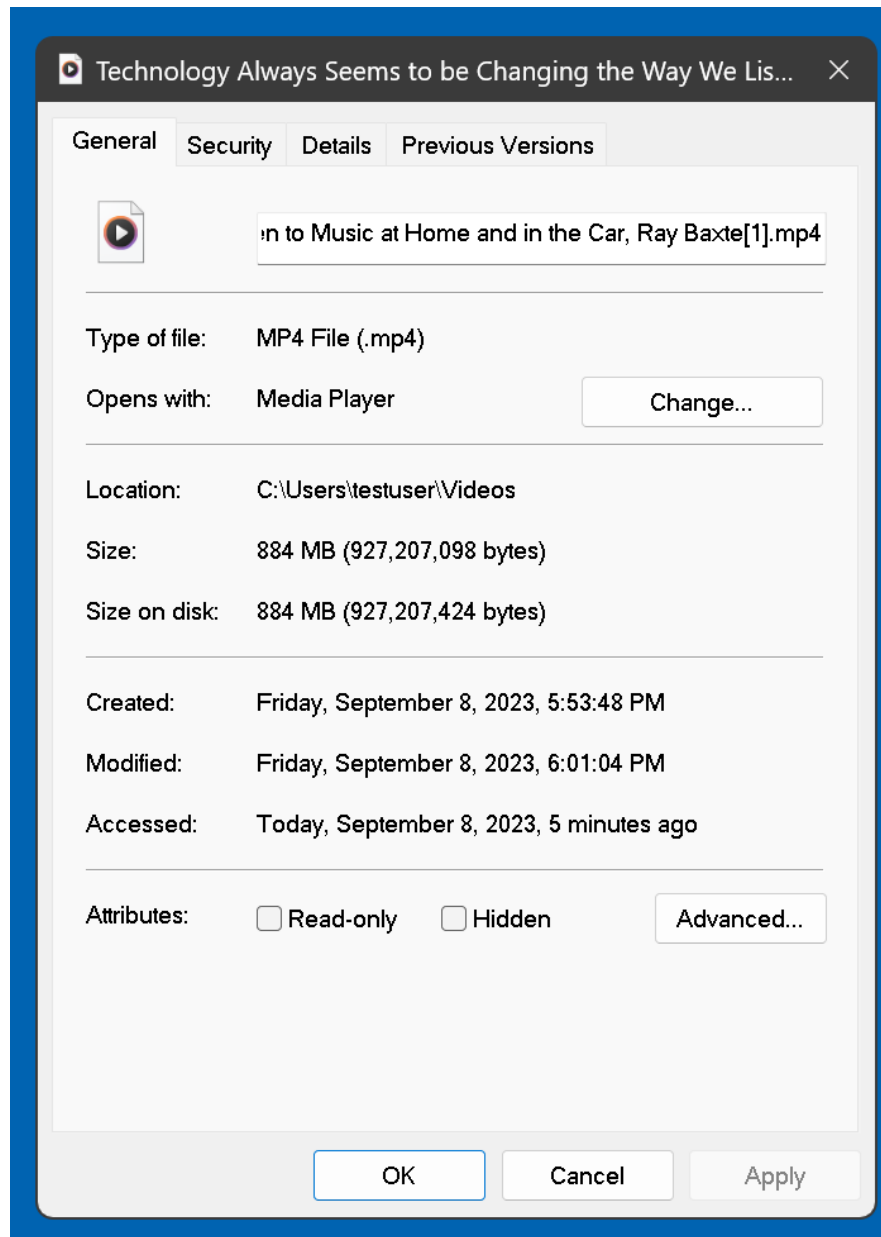 Technology Always Seems to be Changing the Way We Lis...
General Security Details Previous Versions
en to Music at Home and in the Car, Ray Baxte[1].mp4
Type of file: MP4 File (.mp4)
Opens with: Media Player Change...
Location: C:\Users\testuser\Videos
Size: 884 MB (927,207,098 bytes)
Size on disk: 884 MB (927,207,424 bytes)
Created: Friday, September 8, 2023, 5:53:48 PM
Modified: Friday, September 8, 2023, 6:01:04 PM
Accessed: Today, September 8, 2023, 5 minutes ago
Attributes: Read-only Hidden Advanced...
OK Cancel Apply